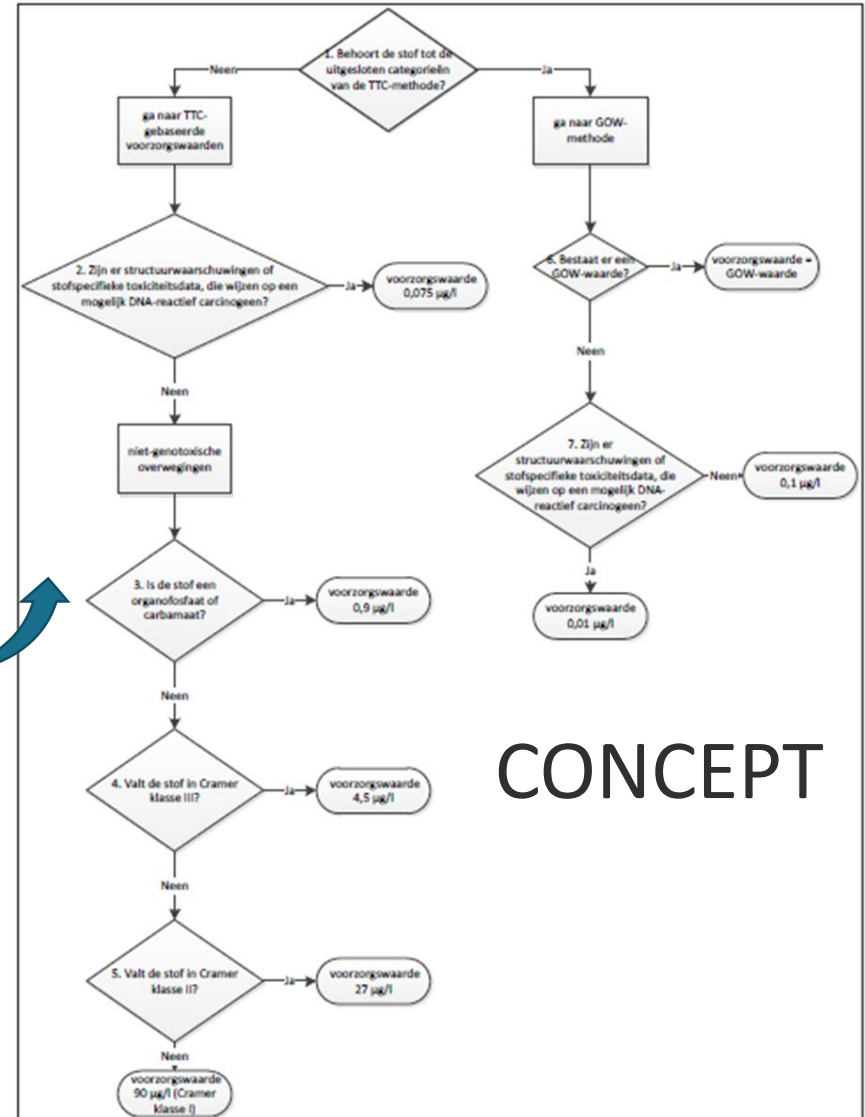 1. Behoort de stof tot de
uitgesloten categorieën
van de TTC-methode?
Neen
Ja
ga naar TTC-
gebaseerde
voorzorgswaarden
ga naar GOW-
methode
2. Zijn er structuurwaarschuwingen of
stofspecifieke toxiciteitsdata, die wijzen op een
mogelijk DNA-reactief carcinogeen?
Ja
voorzorgswaarde
0,075 µg/l
6. Bestaat er een
GOW-waarde?
Ja
voorzorgswaarde =
GOW-waarde
Neen
Neen
niet-genotoxische
overwegingen
7. Zijn er
structuurwaarschuwingen of
stofspecifieke toxiciteitsdata, die
wijzen op een mogelijk DNA-
reactief carcinogeen?
Neen
voorzorgswaarde
0,1 µg/l
Ja
voorzorgswaarde
0,01 µg/l
3. Is de stof een
organofosfaat of
carbamaat?
Ja
voorzorgswaarde
0,9 µg/l
Neen
4. Valt de stof in Cramer
klasse III?
Ja
voorzorgswaarde
4,5 µg/l
CONCEPT
Neen
5. Valt de stof in Cramer
klasse II?
Ja
voorzorgswaarde
27 µg/l
Neen
voorzorgswaarde
90 µg/l (Cramer
klasse I)